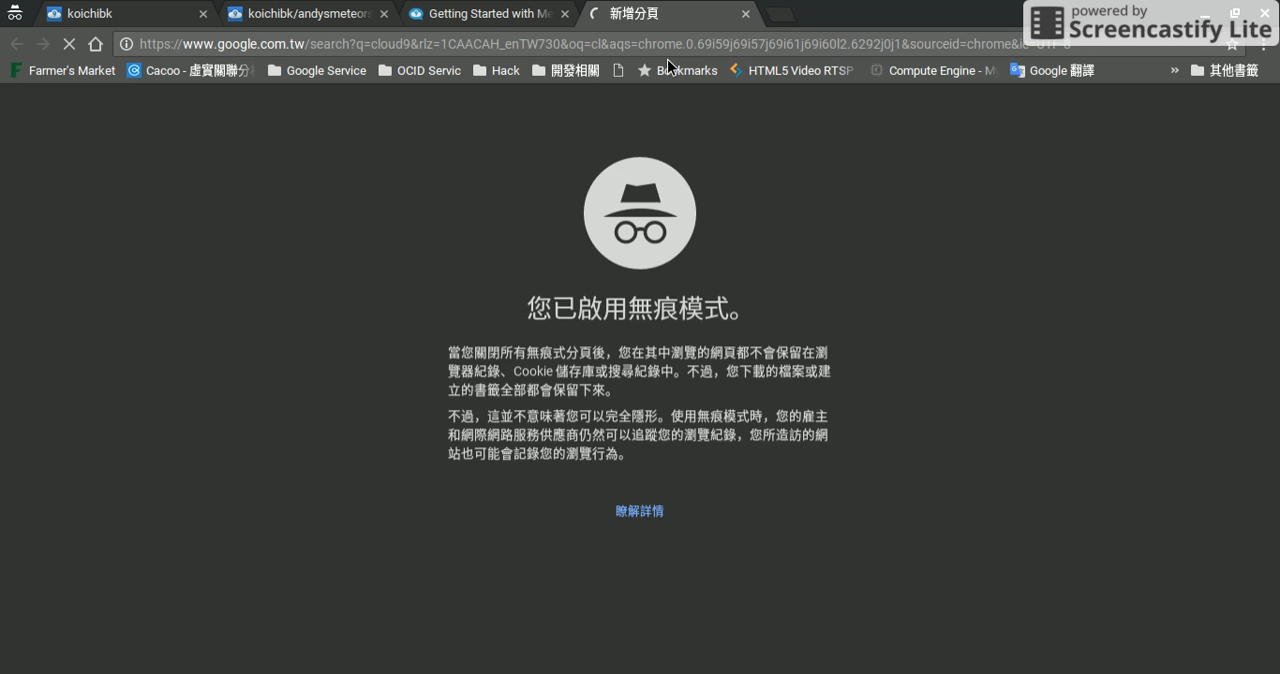 koichibk
koichibk/andysmeteors
Getting Started with Me
新增分頁
powered by
Screencastify Lite
https://www.google.com.tw/search?q=cloud9&rlz=1CAACAH_enTW730&oq=cl&aqs=chrome.0.69i59j69i57j69i61j69i60l2.6292j0j1&sourceid=chrome&ie=UTF-8
Farmer's Market
Cacoo - 虛實關聯分
Google Service
OCID Servic
Hack
開發相關
Bookmarks
HTML5 Video RTSP
Compute Engine - My
Google 翻譯
»
其他書籤
您已啟用無痕模式。
當您關閉所有無痕式分頁後，您在其中瀏覽的網頁都不會保留在瀏
覽器紀錄、Cookie 儲存庫或搜尋紀錄中。不過，您下載的檔案或建
立的書籤全部都會保留下來。
不過，這並不意味著您可以完全隱形。使用無痕模式時，您的雇主
和網際網路服務供應商仍然可以追蹤您的瀏覽紀錄，您所造訪的網
站也可能會記錄您的瀏覽行為。
瞭解詳情